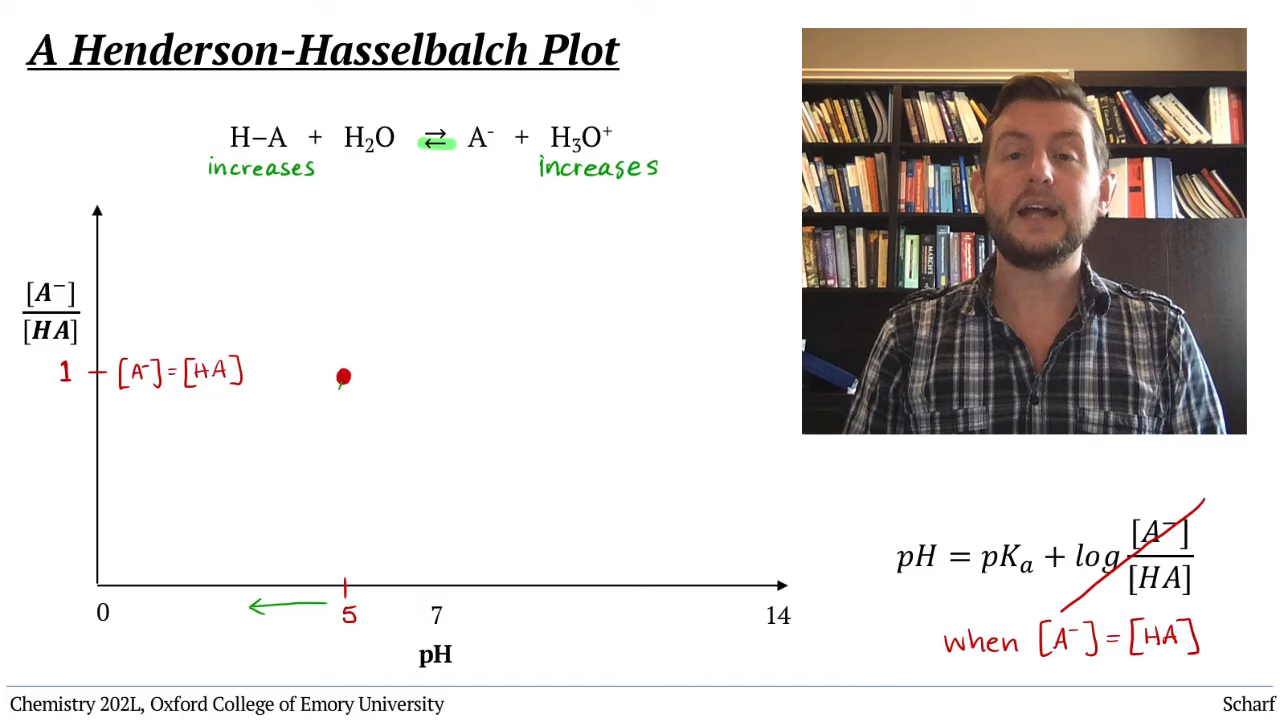 A Henderson-Hasselbalch Plot
H–A + H₂O ⇄ A⁻ + H₃O⁺
increases increases
[A⁻]
[HA]
1 [A⁻] = [HA]
0 5 7 14
pH
pH = pKₐ + log [A⁻]/[HA]
when [A⁻] = [HA]
Chemistry 202L, Oxford College of Emory University Scharf